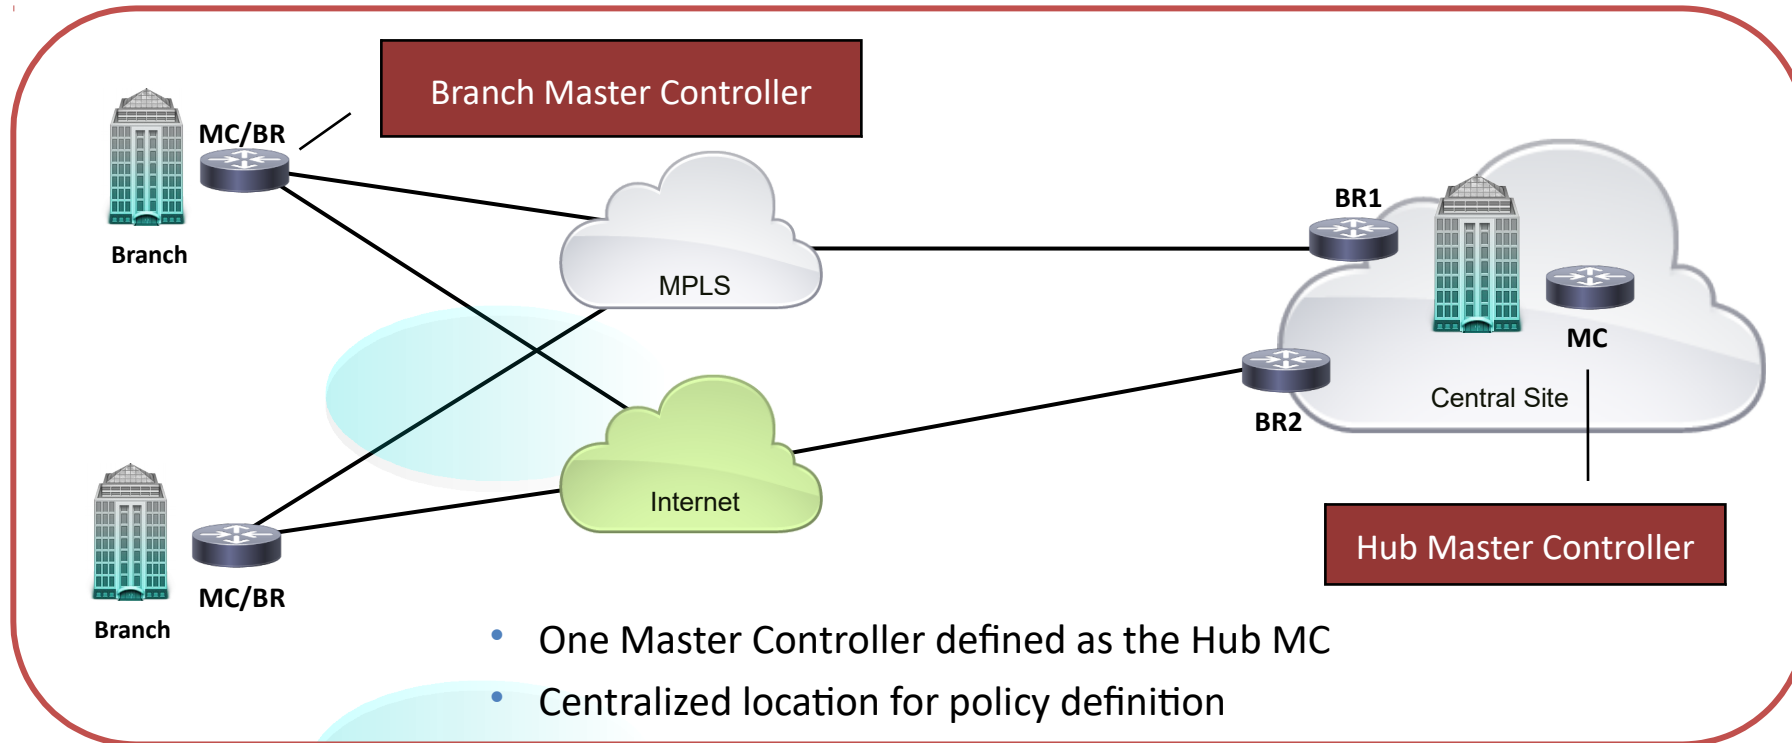 Branch Master Controller
MC/BR
Branch
MPLS
BR1
MC
Central Site
BR2
Internet
Hub Master Controller
MC/BR
Branch
• One Master Controller defined as the Hub MC
• Centralized location for policy definition